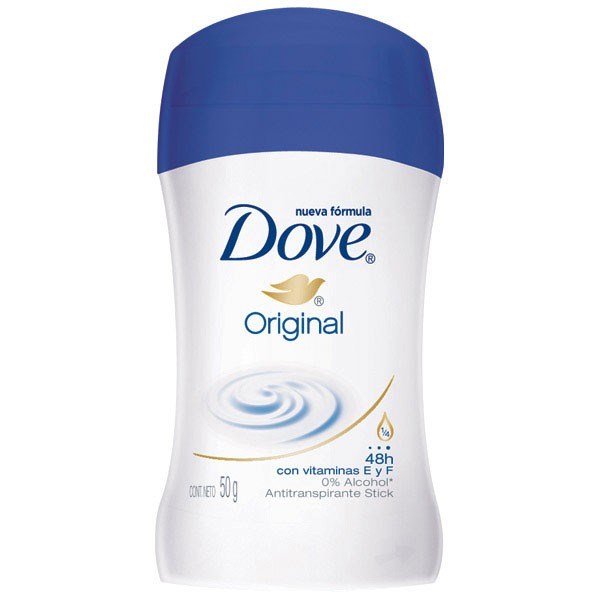 nueva fórmula
Dove®
®
Original
¼
48h
con vitaminas E y F
0% Alcohol*
Antitranspirante Stick
CONT. NETO 50 g